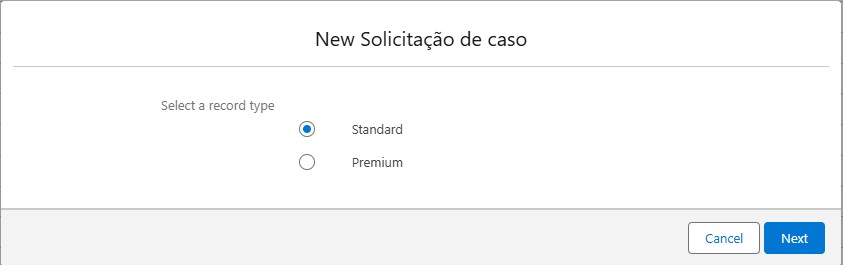 New Solicitação de caso
Select a record type
Standard
Premium
Cancel
Next